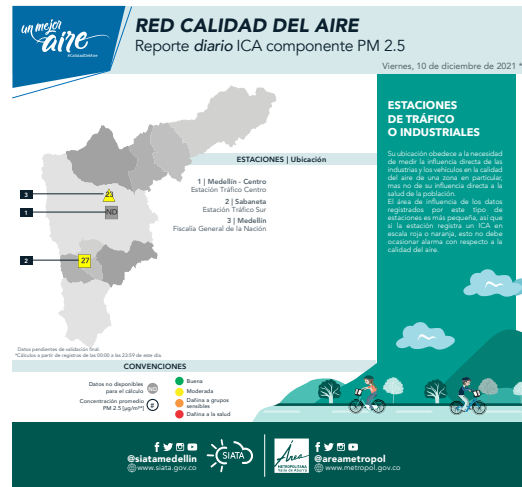 un mejor
aire
#CalidadDelAire
RED CALIDAD DEL AIRE
Reporte diario ICA componente PM 2.5
Viernes, 10 de diciembre de 2021 *
ESTACIONES | Ubicación
1 | Medellín - Centro
Estación Tráfico Centro
2 | Sabaneta
Estación Tráfico Sur
3 | Medellín
Fiscalía General de la Nación
3
23
1
ND
2
27
ESTACIONES
DE TRÁFICO
O INDUSTRIALES
Su ubicación obedece a la necesidad
de medir la influencia directa de las
industrias y los vehículos en la calidad
del aire de una zona en particular,
mas no de su influencia directa a la
salud de la población.
El área de influencia de los datos
registrados por este tipo de
estaciones es más pequeña, así que
si la estación registra un ICA en
escala roja o naranja, esto no debe
ocasionar alarma con respecto a la
calidad del aire.
Datos pendientes de validación final.
*Cálculos a partir de registros de las 00:00 a las 23:59 de este día.
CONVENCIONES
Datos no disponibles
para el cálculo
ND
Concentración promedio
PM 2.5 [µg/m³*]
#
Buena
Moderada
Dañina a grupos
sensibles
Dañina a la salud
@siatamedellin
www.siata.gov.co
SIATA
Área
METROPOLITANA
Valle de Aburrá
@areametropol
www.metropol.gov.co